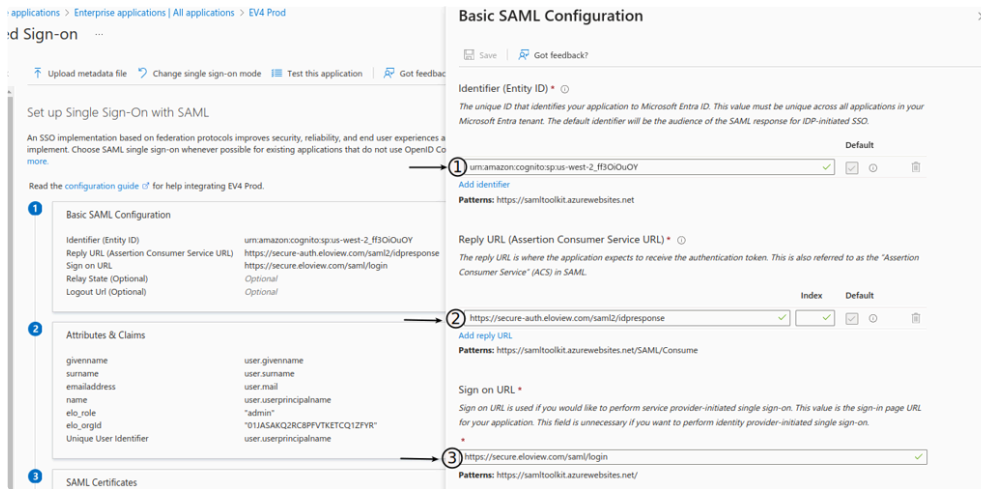 applications > Enterprise applications | All applications > EV4 Prod
ed Sign-on ...
Upload metadata file Change single sign-on mode Test this application Got feedbac
Set up Single Sign-On with SAML
An SSO implementation based on federation protocols improves security, reliability, and end user experiences a
implement. Choose SAML single sign-on whenever possible for existing applications that do not use OpenID Co
more.
Read the configuration guide for help integrating EV4 Prod.
1
Basic SAML Configuration
Identifier (Entity ID) urn:amazon:cognito:sp:us-west-2_ff3OiOuOY
Reply URL (Assertion Consumer Service URL) https://secure-auth.eloview.com/saml2/idpresponse
Sign on URL https://secure.eloview.com/saml/login
Relay State (Optional) Optional
Logout Url (Optional) Optional
2
Attributes & Claims
givenname user.givenname
surname user.surname
emailaddress user.mail
name user.userprincipalname
elo_role "admin"
elo_orgId "01JASAKQ2RC8PFVTKETCQ1ZFYR"
Unique User Identifier user.userprincipalname
3
SAML Certificates
Basic SAML Configuration
Save Got feedback?
Identifier (Entity ID) *
The unique ID that identifies your application to Microsoft Entra ID. This value must be unique across all applications in your
Microsoft Entra tenant. The default identifier will be the audience of the SAML response for IDP-initiated SSO.
Default
1 urn:amazon:cognito:sp:us-west-2_ff3OiOuOY
Add identifier
Patterns: https://samltoolkit.azurewebsites.net
Reply URL (Assertion Consumer Service URL) *
The reply URL is where the application expects to receive the authentication token. This is also referred to as the "Assertion
Consumer Service" (ACS) in SAML.
Index Default
2 https://secure-auth.eloview.com/saml2/idpresponse
Add reply URL
Patterns: https://samltoolkit.azurewebsites.net/SAML/Consume
Sign on URL *
Sign on URL is used if you would like to perform service provider-initiated single sign-on. This value is the sign-in page URL
for your application. This field is unnecessary if you want to perform identity provider-initiated single sign-on.
*
3 https://secure.eloview.com/saml/login
Patterns: https://samltoolkit.azurewebsites.net/